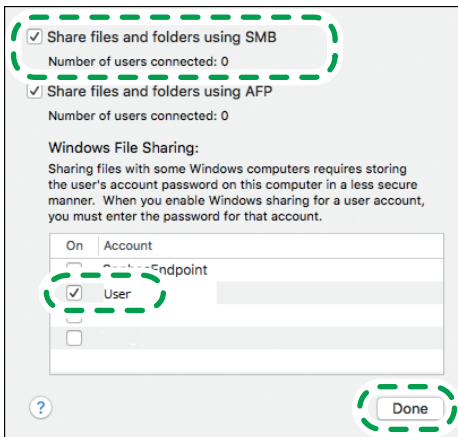 Share files and folders using SMB
Number of users connected: 0
Share files and folders using AFP
Number of users connected: 0
Windows File Sharing:
Sharing files with some Windows computers requires storing
the user's account password on this computer in a less secure
manner. When you enable Windows sharing for a user account,
you must enter the password for that account.
On Account
SophosEndpoint
User
? Done